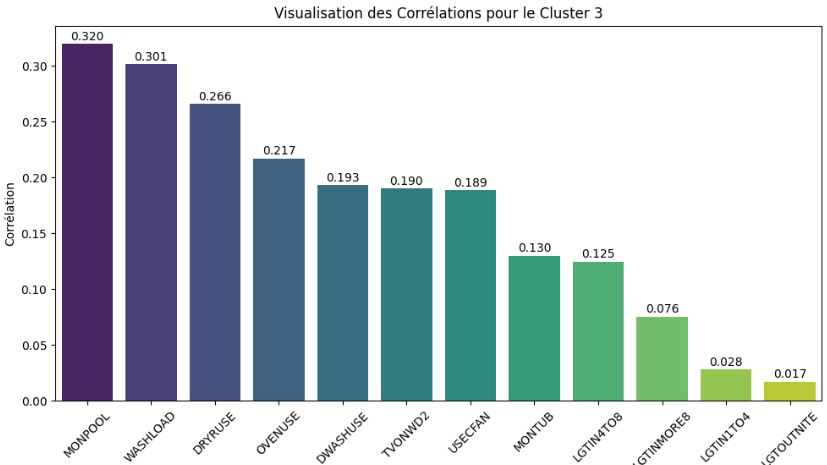 Visualisation des Corrélations pour le Cluster 3
0.320
0.301
0.266
0.217
0.193
0.190
0.189
0.130
0.125
0.076
0.028
0.017
Corrélation
0.30
0.25
0.20
0.15
0.10
0.05
0.00
MONPOOL
WASHLOAD
DRYRUSE
OVENUSE
DWASHUSE
TVONWD2
USECFAN
MONTUB
LGTIN4TO8
LGTINMORE8
LGTIN1TO4
LGTOUTNITE